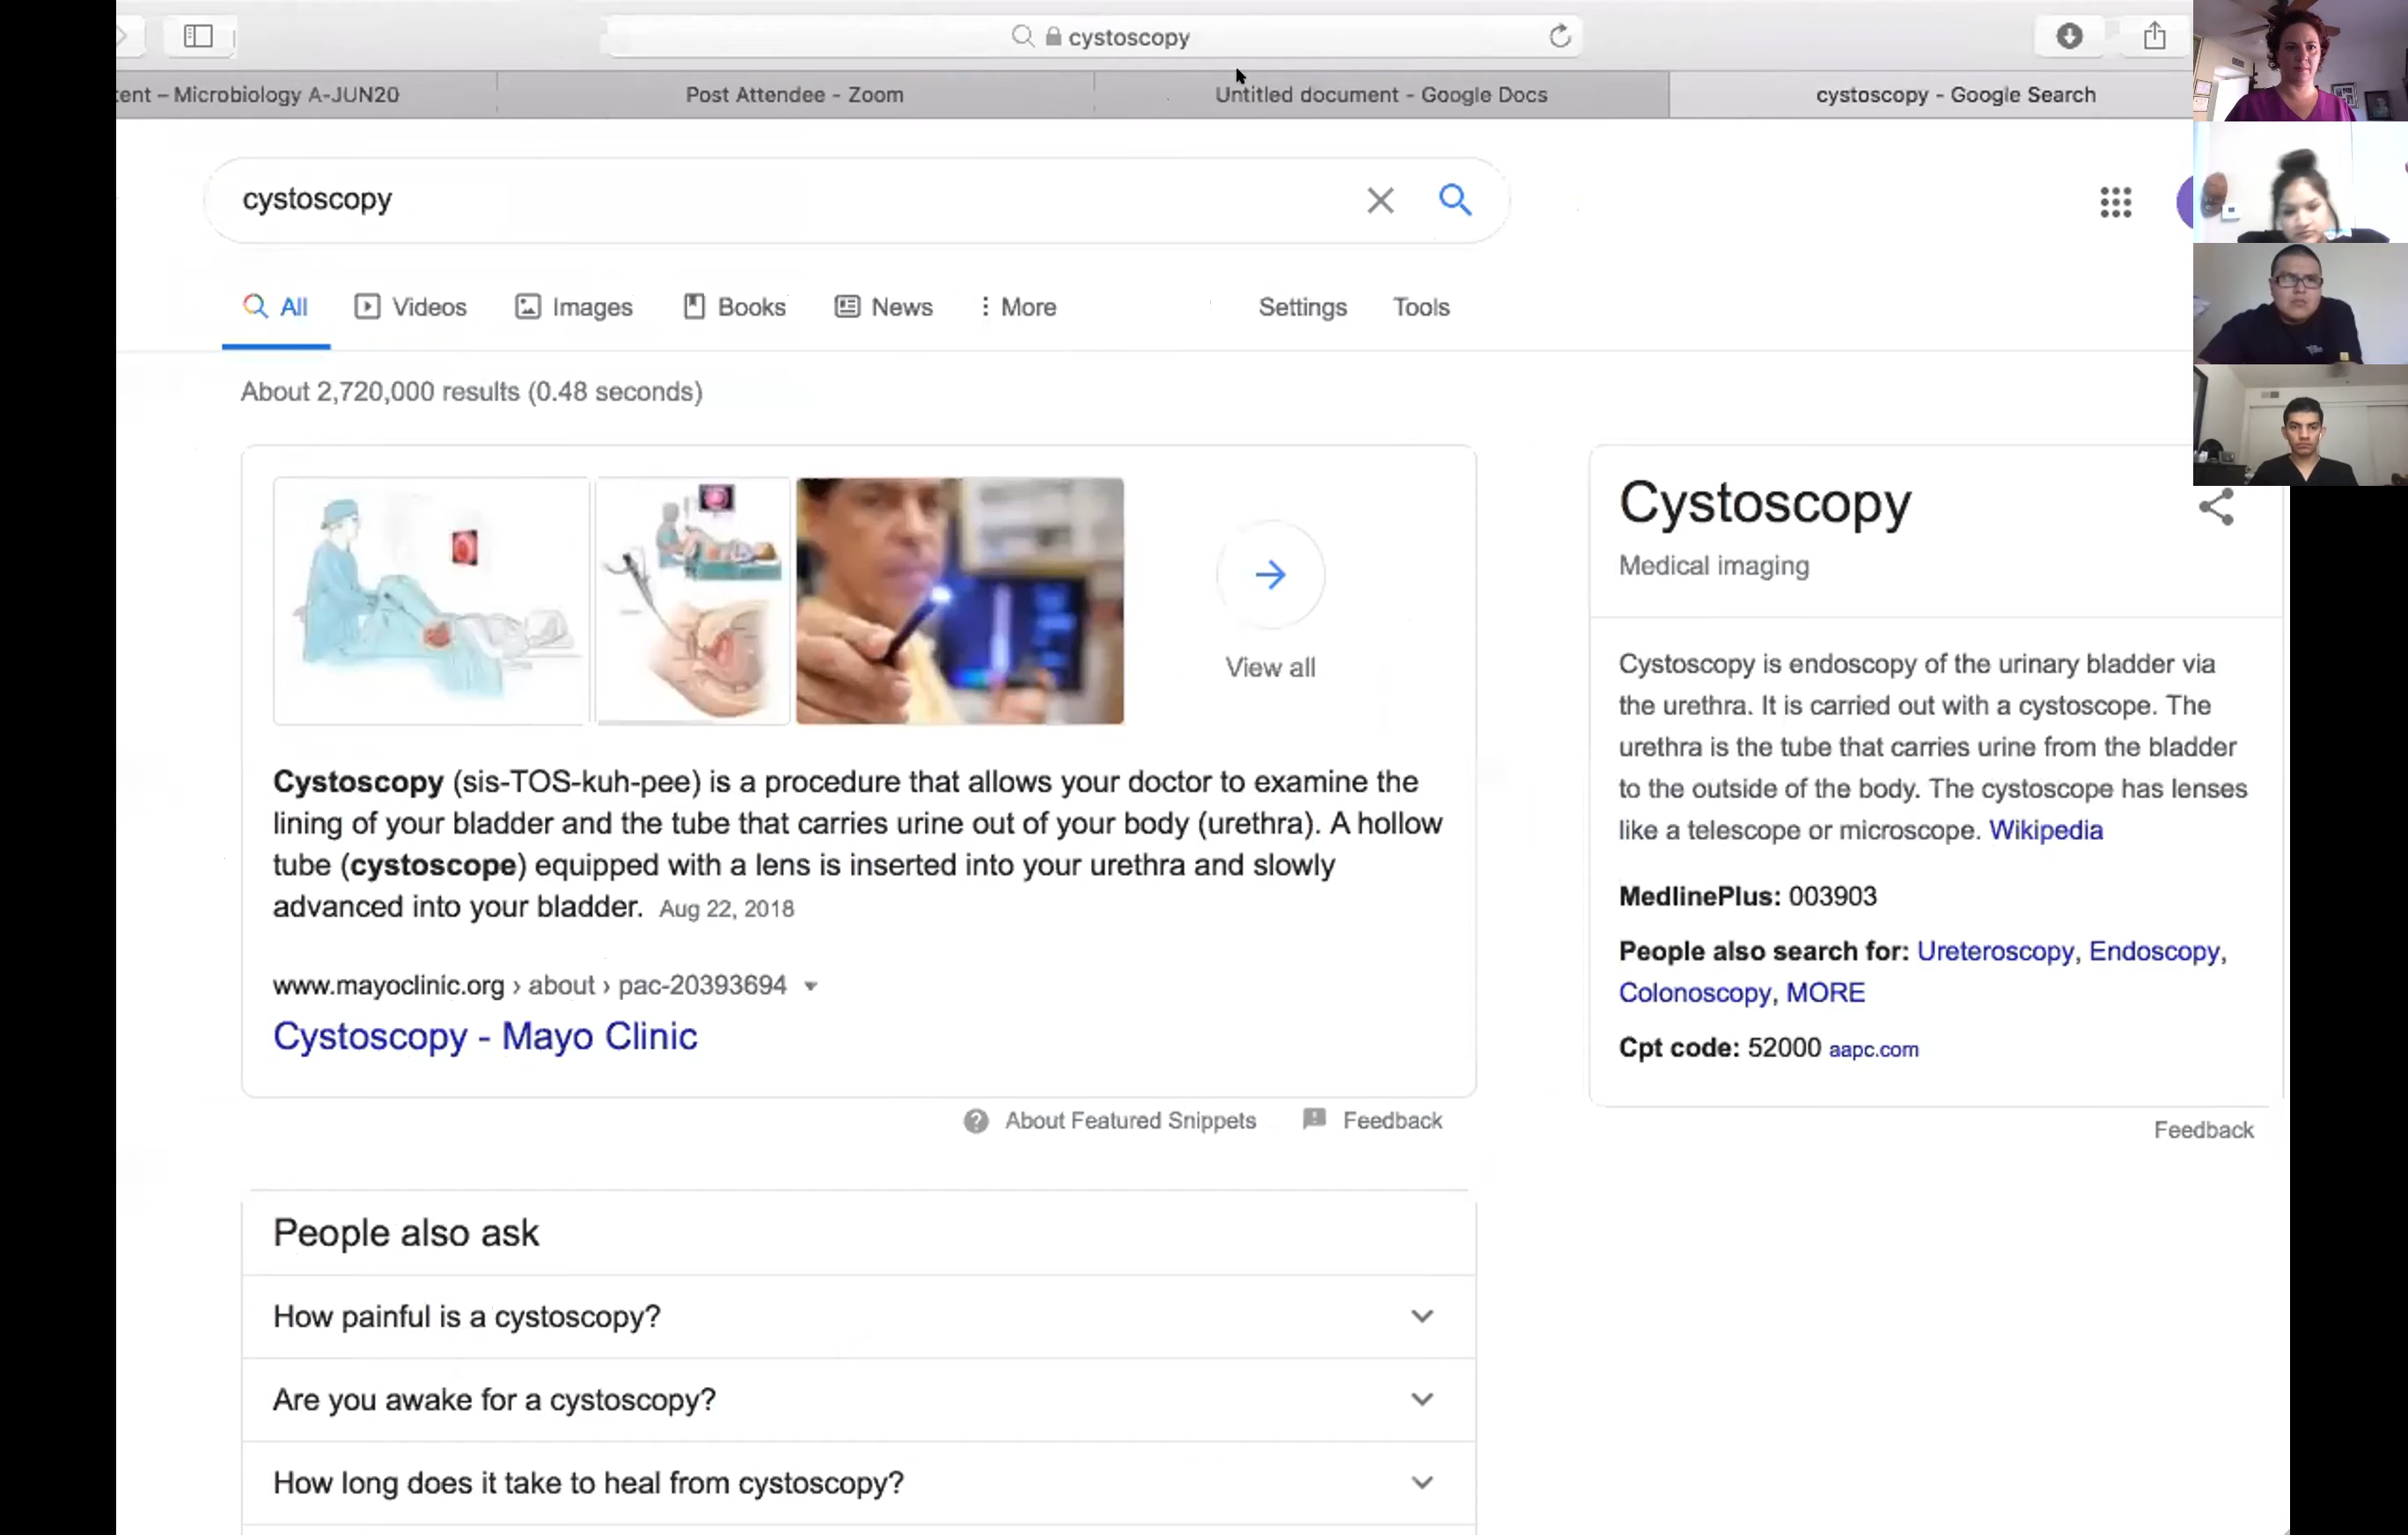 cystoscopy
tent – Microbiology A-JUN20
Post Attendee - Zoom
Untitled document - Google Docs
cystoscopy - Google Search
cystoscopy
All
Videos
Images
Books
News
More
Settings
Tools
About 2,720,000 results (0.48 seconds)
View all
Cystoscopy (sis-TOS-kuh-pee) is a procedure that allows your doctor to examine the
lining of your bladder and the tube that carries urine out of your body (urethra). A hollow
tube (cystoscope) equipped with a lens is inserted into your urethra and slowly
advanced into your bladder. Aug 22, 2018
www.mayoclinic.org › about › pac-20393694
Cystoscopy - Mayo Clinic
About Featured Snippets
Feedback
People also ask
How painful is a cystoscopy?
Are you awake for a cystoscopy?
How long does it take to heal from cystoscopy?
Cystoscopy
Medical imaging
Cystoscopy is endoscopy of the urinary bladder via
the urethra. It is carried out with a cystoscope. The
urethra is the tube that carries urine from the bladder
to the outside of the body. The cystoscope has lenses
like a telescope or microscope. Wikipedia
MedlinePlus: 003903
People also search for: Ureteroscopy, Endoscopy,
Colonoscopy, MORE
Cpt code: 52000 aapc.com
Feedback